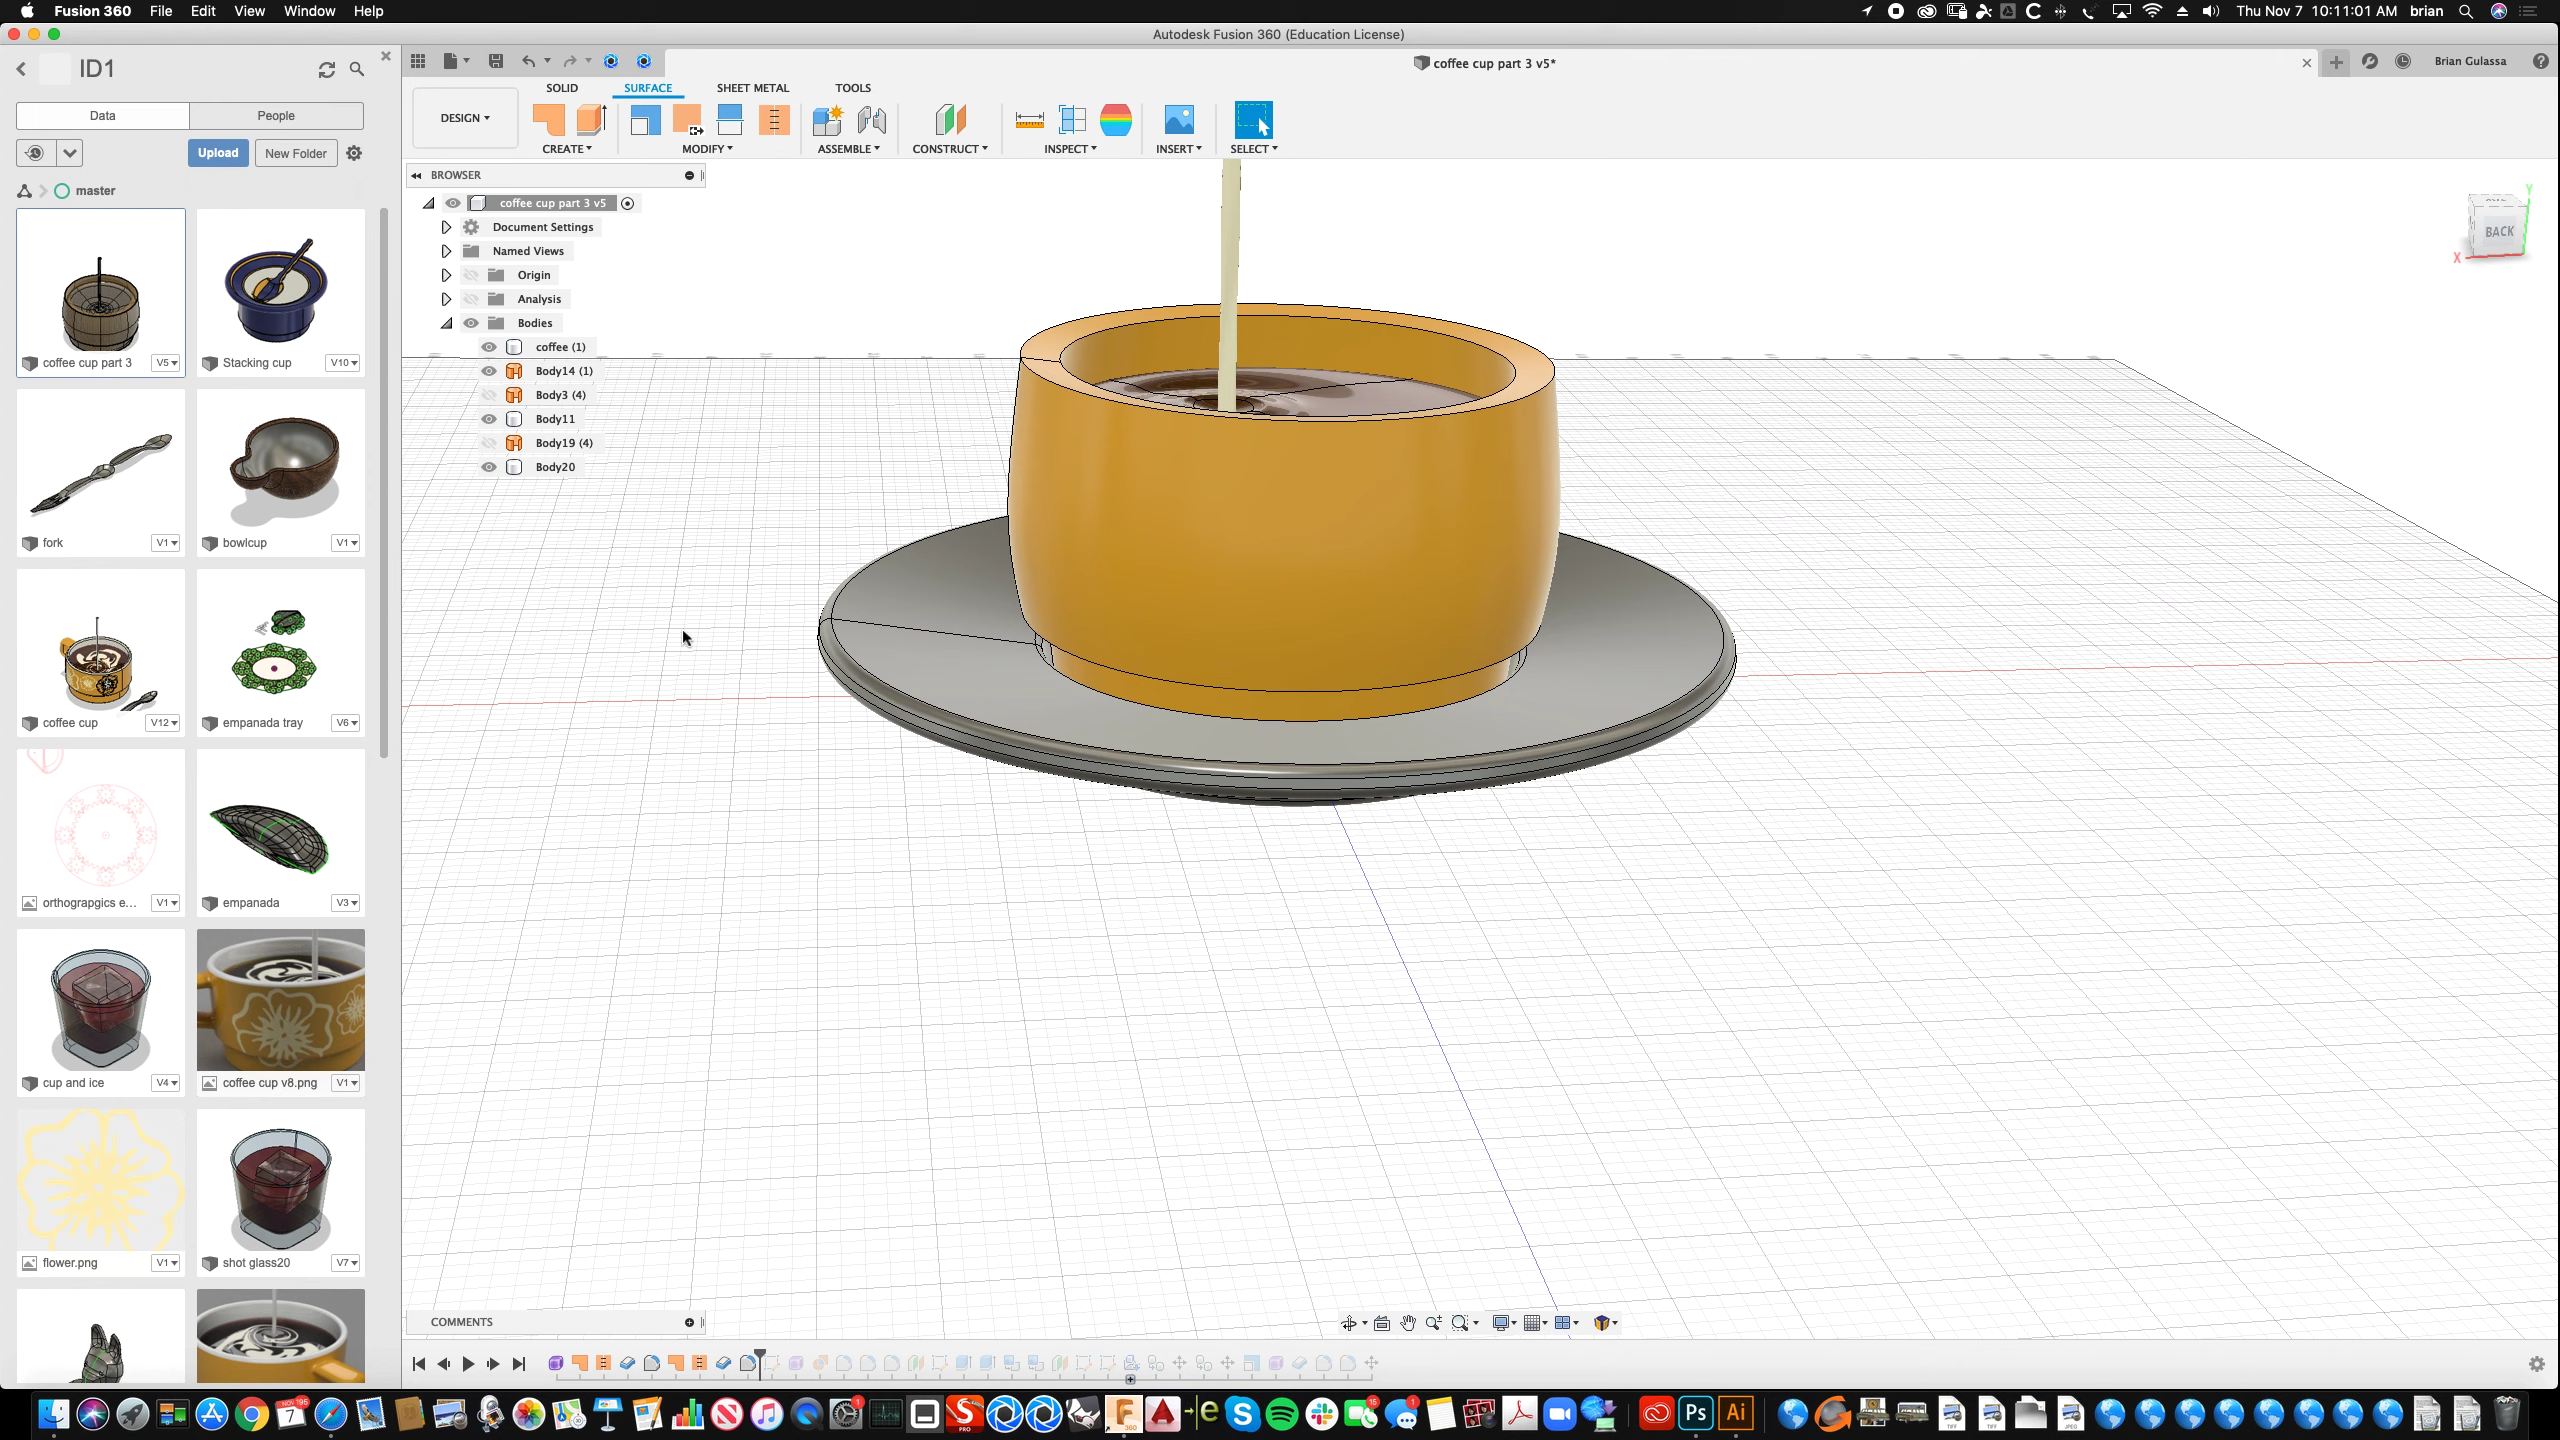 Fusion 360 File Edit View Window Help
Thu Nov 7 10:11:01 AM brian
Autodesk Fusion 360 (Education License)
ID1
coffee cup part 3 v5*
Brian Gulassa
SOLID SURFACE SHEET METAL TOOLS
DESIGN
CREATE MODIFY ASSEMBLE CONSTRUCT INSPECT INSERT SELECT
Data People
Upload New Folder
master
coffee cup part 3 V5
Stacking cup V10
fork V1
bowlcup V1
coffee cup V12
empanada tray V6
orthograpgics e... V1
empanada V3
cup and ice V4
coffee cup v8.png V1
flower.png V1
shot glass20 V7
BROWSER
coffee cup part 3 v5
Document Settings
Named Views
Origin
Analysis
Bodies
coffee (1)
Body14 (1)
Body3 (4)
Body11
Body19 (4)
Body20
BACK
X
Y
COMMENTS
Ps Ai